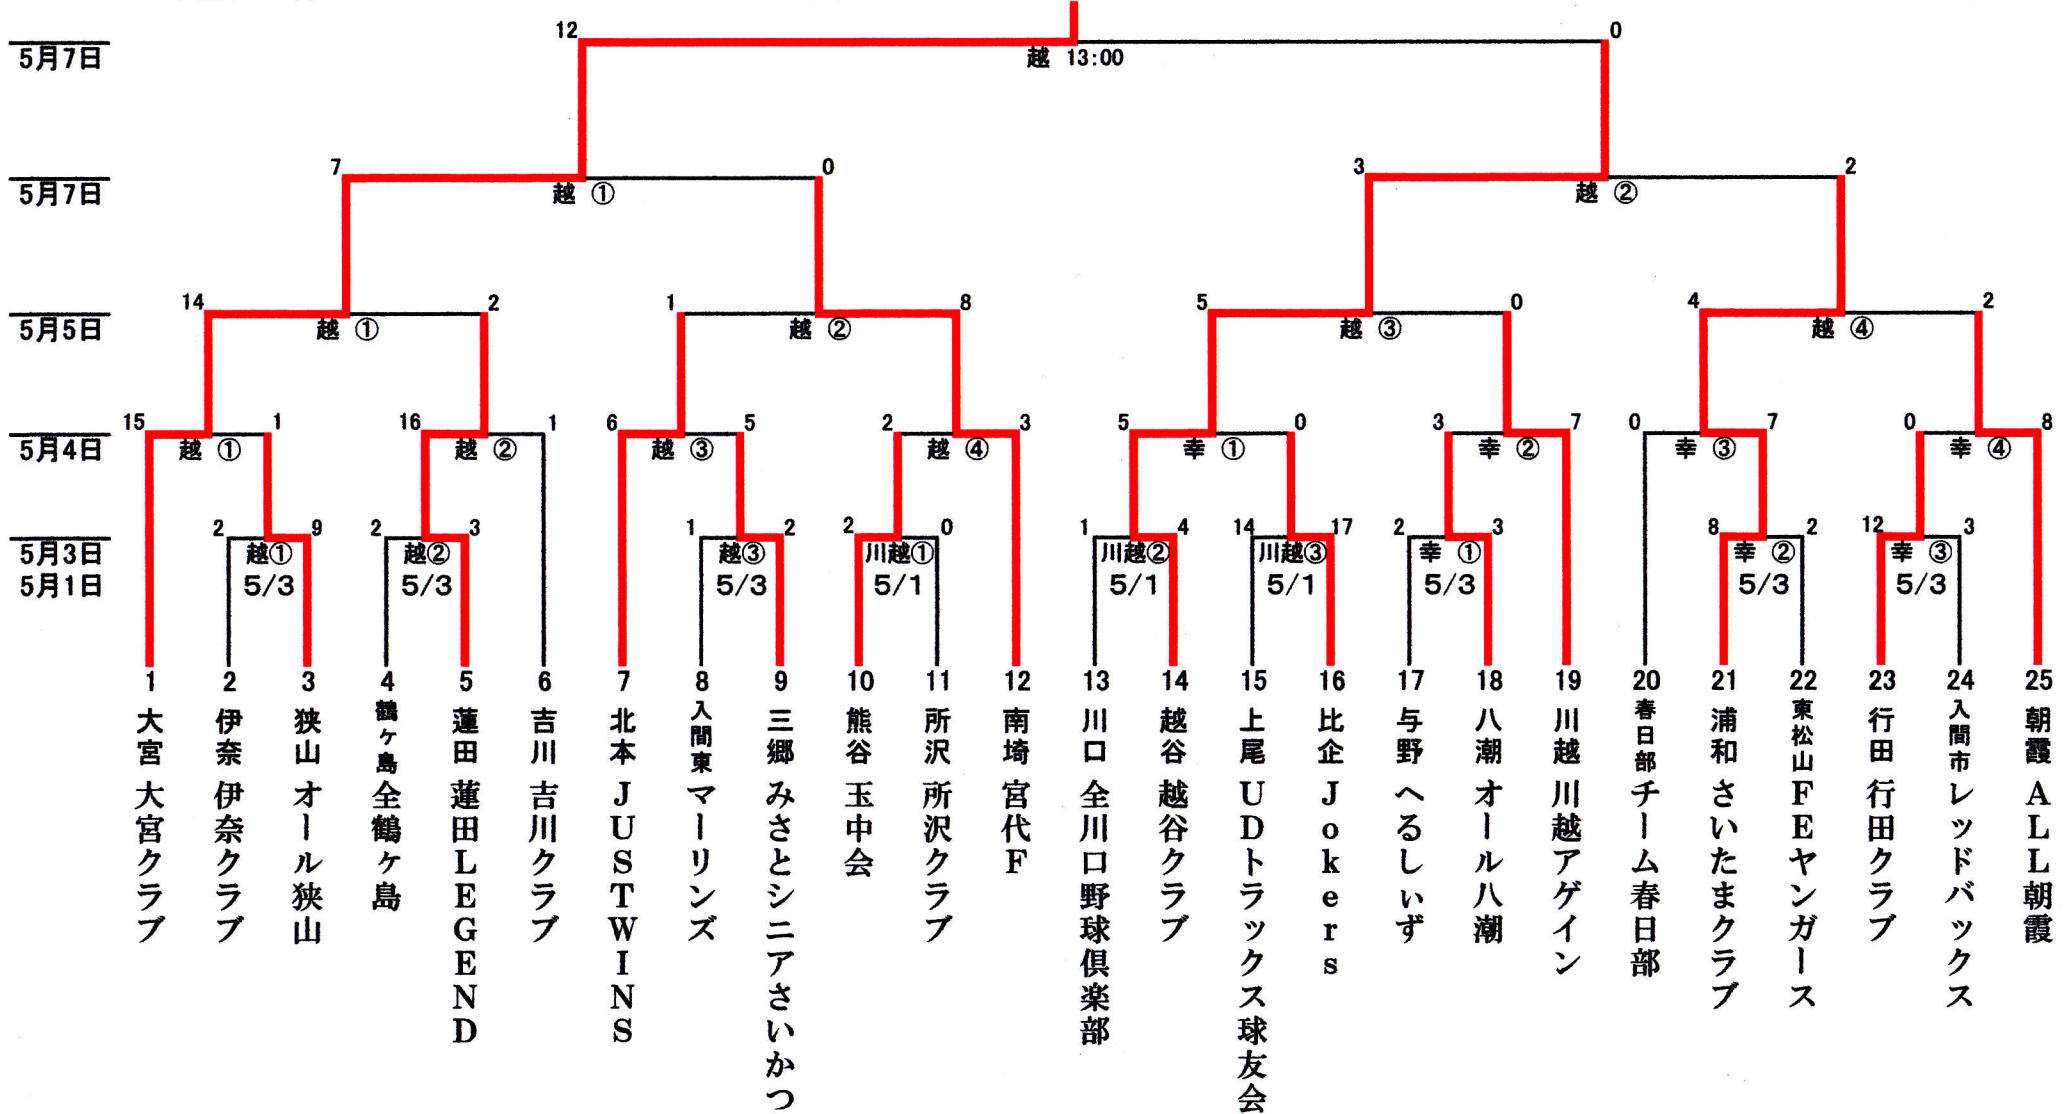 12 0
5月7日 越 13:00
7 0 3 2
5月7日 越 ① 越 ②
14 2 1 8 5 0 4 2
5月5日 越 ① 越 ② 越 ③ 越 ④
15 1 16 1 6 5 2 3 5 0 3 7 0 7 0 8
5月4日 越 ① 越 ② 越 ③ 越 ④ 幸 ① 幸 ② 幸 ③ 幸 ④
2 9 2 3 1 2 2 0 1 4 14 17 2 3 8 2 12 3
5月3日 越① 越② 越③ 川越① 川越② 川越③ 幸 ① 幸 ② 幸 ③
5月1日 5/3 5/3 5/3 5/1 5/1 5/1 5/3 5/3 5/3
1 大宮 大宮クラブ
2 伊奈 伊奈クラブ
3 狭山 オール狭山
4 鶴ヶ島 全鶴ヶ島
5 蓮田 蓮田LEGEND
6 吉川 吉川クラブ
7 北本 JUSTWINS
8 入間東 マーリンズ
9 三郷 みさとシニアさいかつ
10 熊谷 玉中会
11 所沢 所沢クラブ
12 南埼 宮代F
13 川口 全川口野球倶楽部
14 越谷 越谷クラブ
15 上尾 UDトラックス球友会
16 比企 Jokers
17 与野 へるしぃず
18 八潮 オール八潮
19 川越 川越アゲイン
20 春日部 チーム春日部
21 浦和 さいたまクラブ
22 東松山 FEヤンガース
23 行田 行田クラブ
24 入間市 レッドバックス
25 朝霞 ALL朝霞